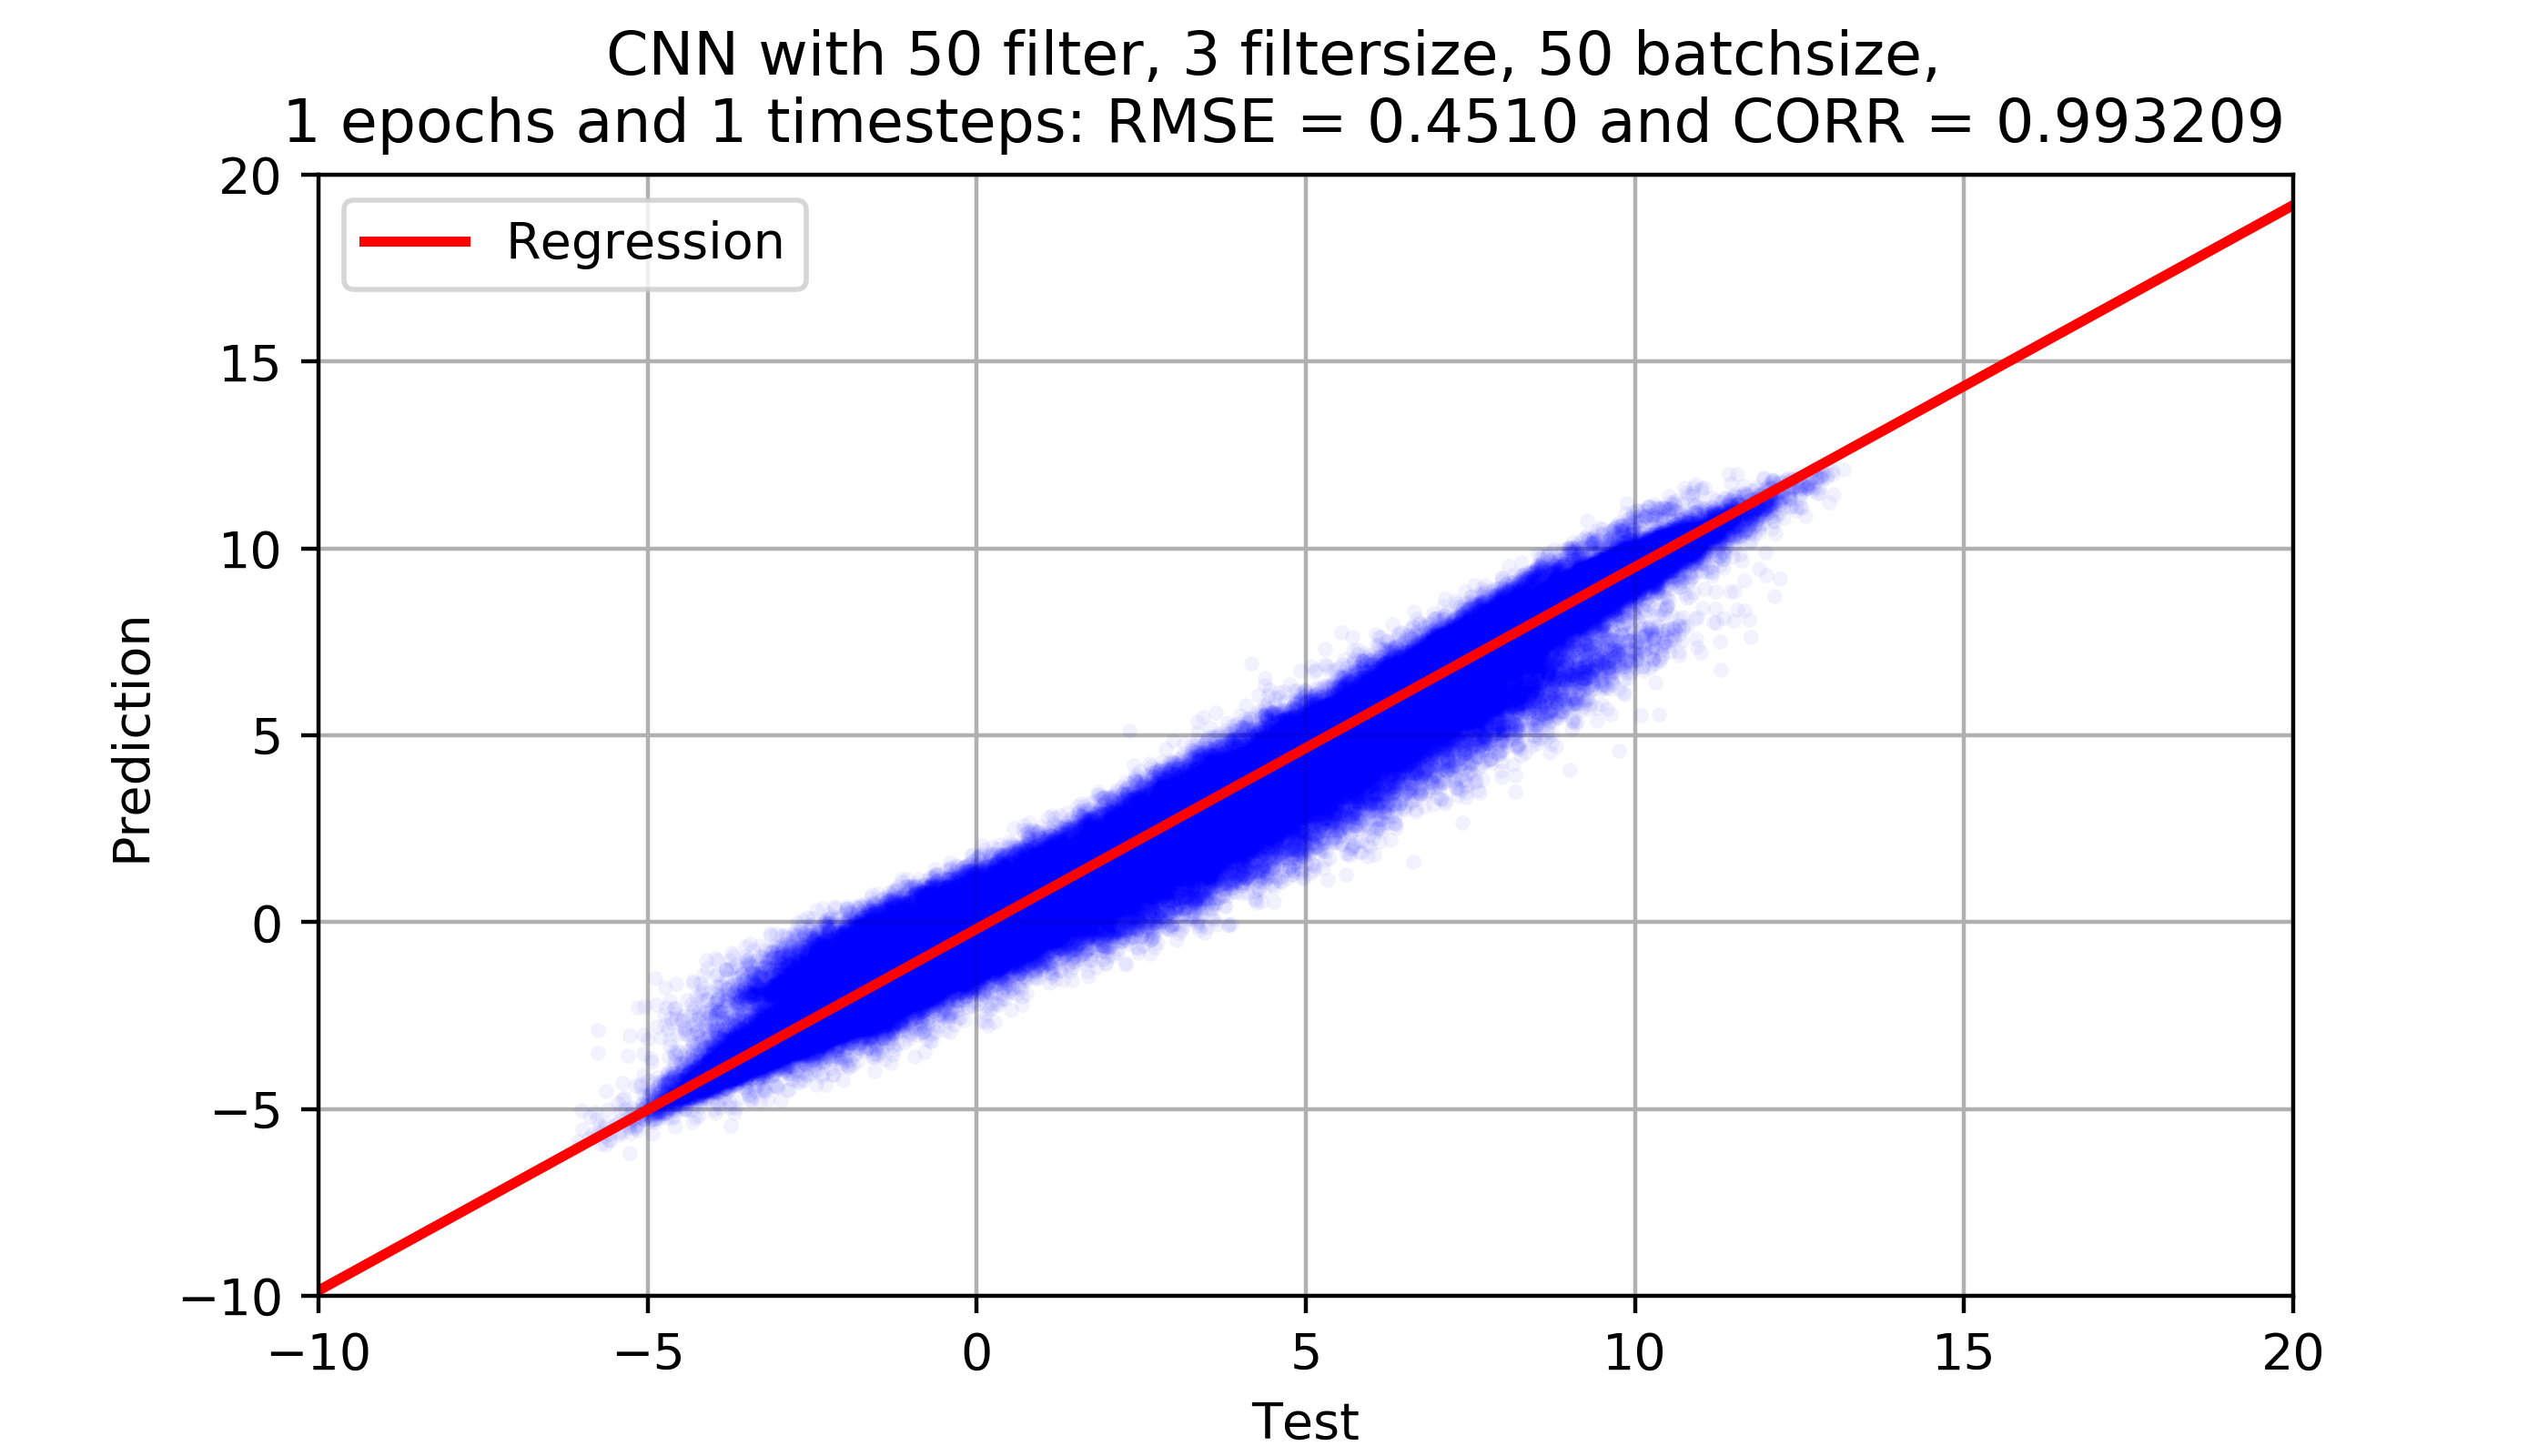 CNN with 50 filter, 3 filtersize, 50 batchsize,
1 epochs and 1 timesteps: RMSE = 0.4510 and CORR = 0.993209
Regression
20
15
10
5
0
−5
−10
Prediction
−10
−5
0
5
10
15
20
Test